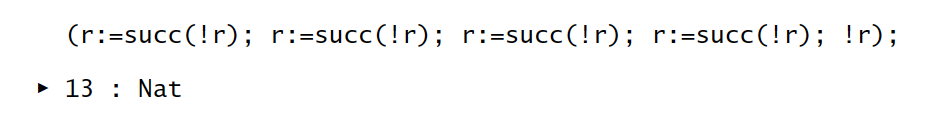 (r:=succ(!r); r:=succ(!r); r:=succ(!r); r:=succ(!r); !r);
▸ 13 : Nat